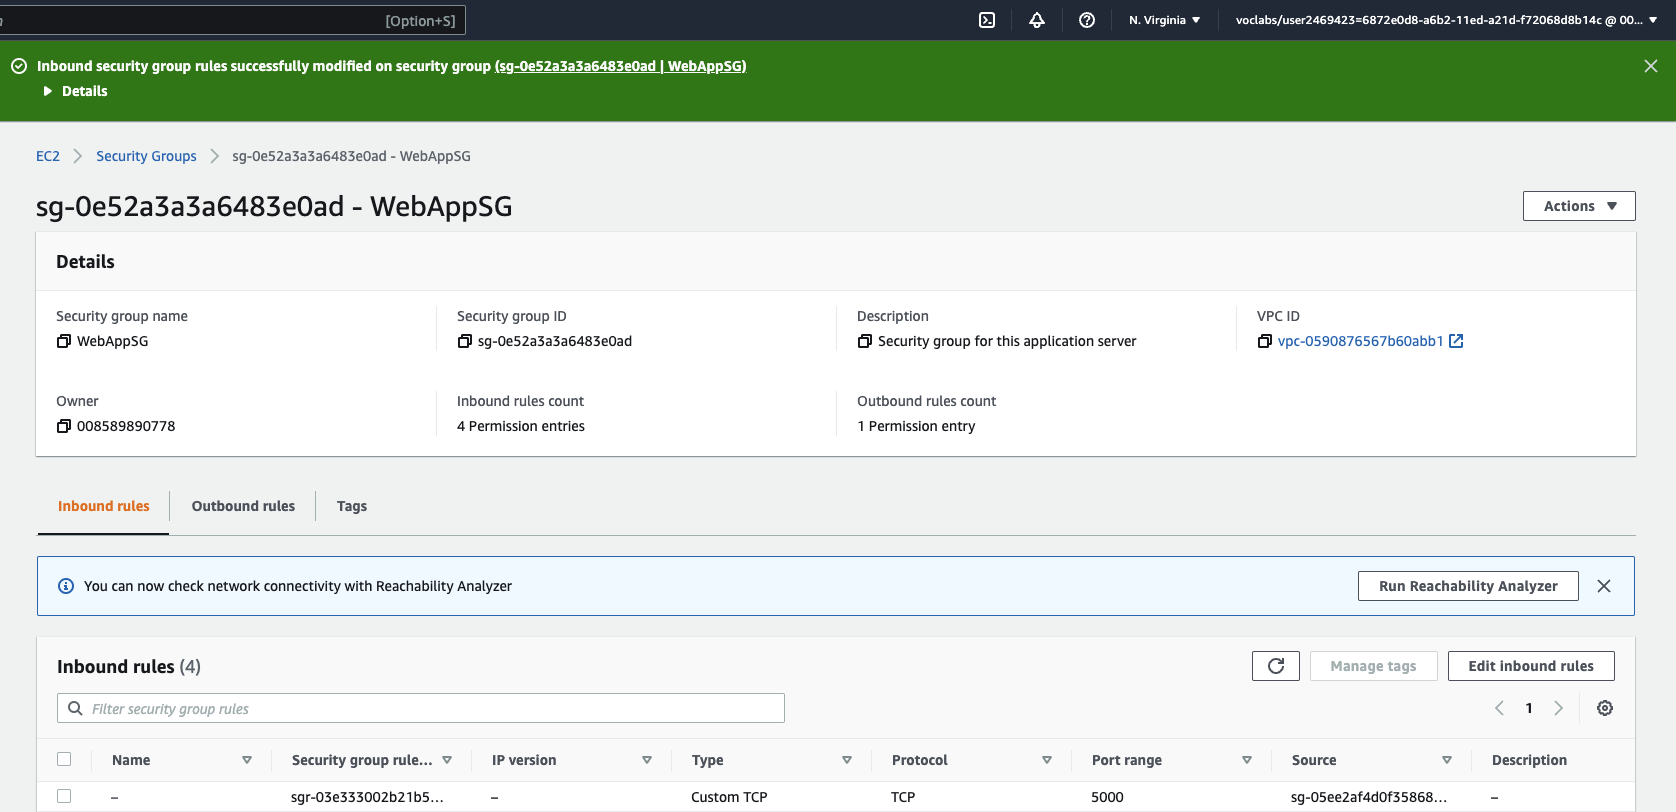 [Option+S]
N. Virginia
voclabs/user2469423=6872e0d8-a6b2-11ed-a21d-f72068d8b14c @ 00...
Inbound security group rules successfully modified on security group (sg-0e52a3a3a6483e0ad | WebAppSG)
Details
EC2 Security Groups sg-0e52a3a3a6483e0ad - WebAppSG
sg-0e52a3a3a6483e0ad - WebAppSG
Actions
Details
Security group name Security group ID Description VPC ID
WebAppSG sg-0e52a3a3a6483e0ad Security group for this application server vpc-0590876567b60abb1
Owner Inbound rules count Outbound rules count
008589890778 4 Permission entries 1 Permission entry
Inbound rules Outbound rules Tags
You can now check network connectivity with Reachability Analyzer Run Reachability Analyzer
Inbound rules (4) Manage tags Edit inbound rules
Filter security group rules 1
Name Security group rule... IP version Type Protocol Port range Source Description
– sgr-03e333002b21b5... – Custom TCP TCP 5000 sg-05ee2af4d0f35868... –